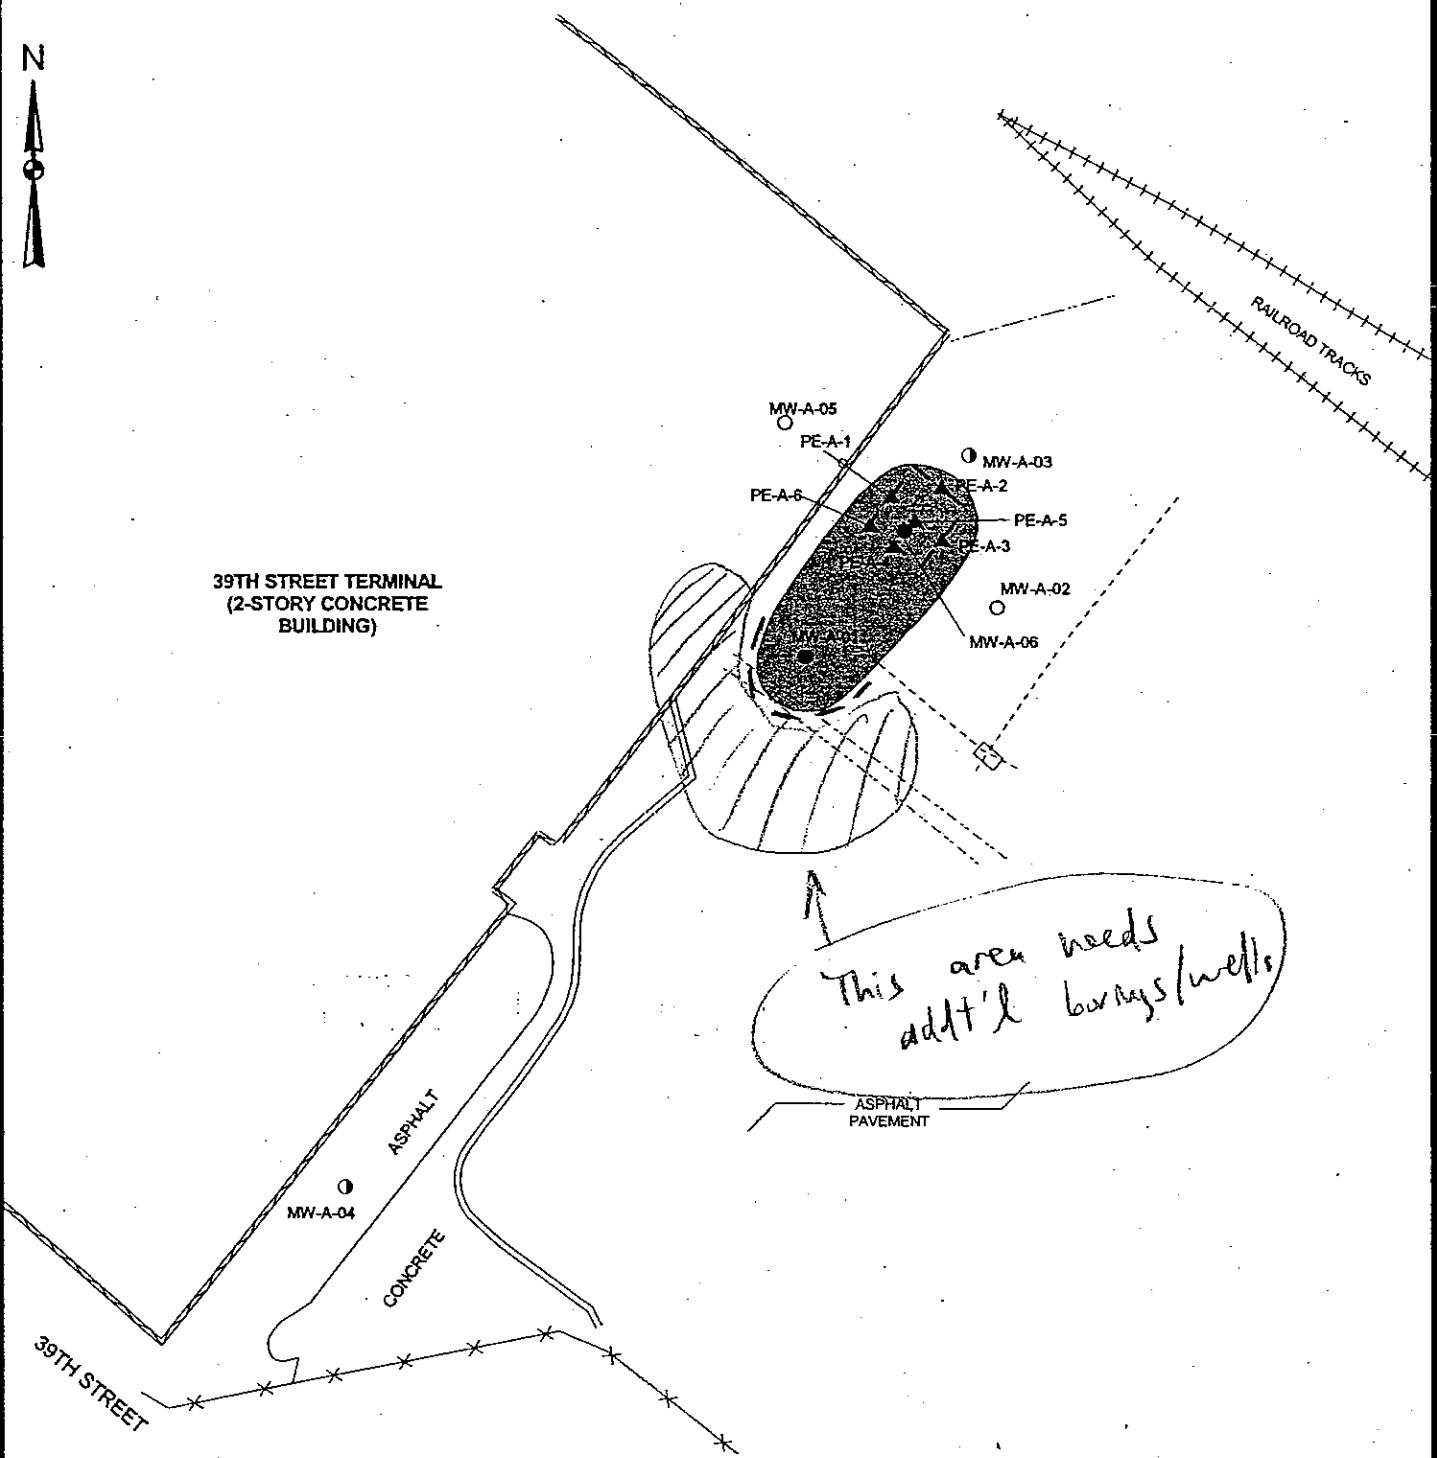 N
RAILROAD TRACKS
MW-A-05
PE-A-1
MW-A-03
PE-A-6
PE-A-2
PE-A-5
PE-A-3
39TH STREET TERMINAL
(2-STORY CONCRETE
BUILDING)
MW-A-02
MW-A-06
This area needs
addt'l borings/wells
ASPHALT
PAVEMENT
ASPHALT
MW-A-04
CONCRETE
39TH STREET